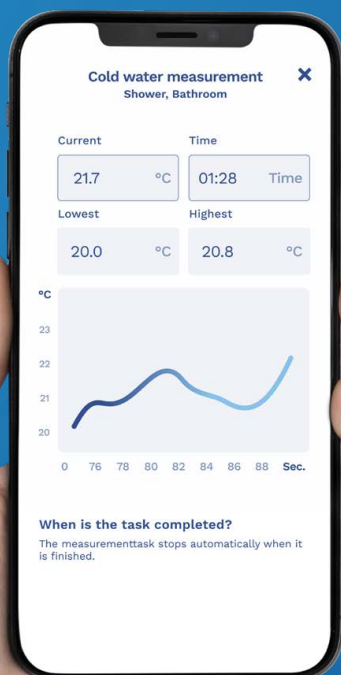 Cold water measurement
Shower, Bathroom
Current
Time
21.7 °C
01:28 Time
Lowest
Highest
20.0 °C
20.8 °C
°C
23
22
21
20
0 76 78 80 82 84 86 88 Sec.
When is the task completed?
The measurementtask stops automatically when it
is finished.